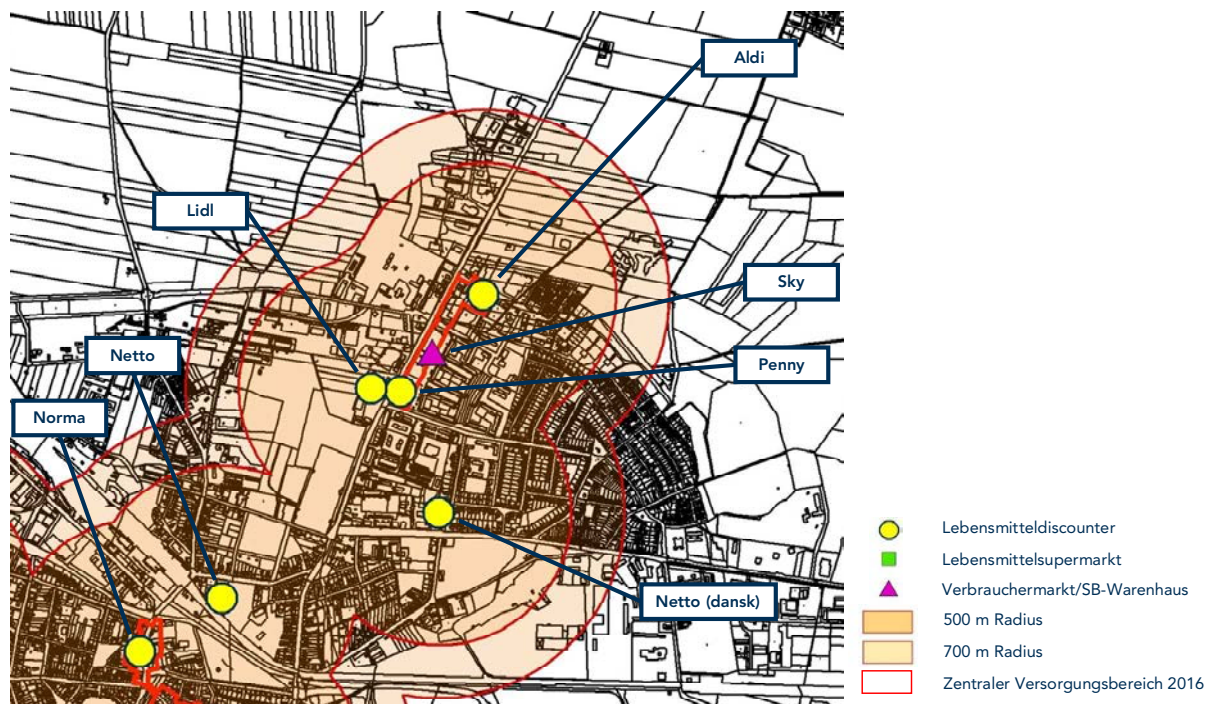 Aldi
Lidl
Sky
Netto
Penny
Norma
Netto (dansk)
Lebensmitteldiscounter
Lebensmittelsupermarkt
Verbrauchermarkt/SB-Warenhaus
500 m Radius
700 m Radius
Zentraler Versorgungsbereich 2016